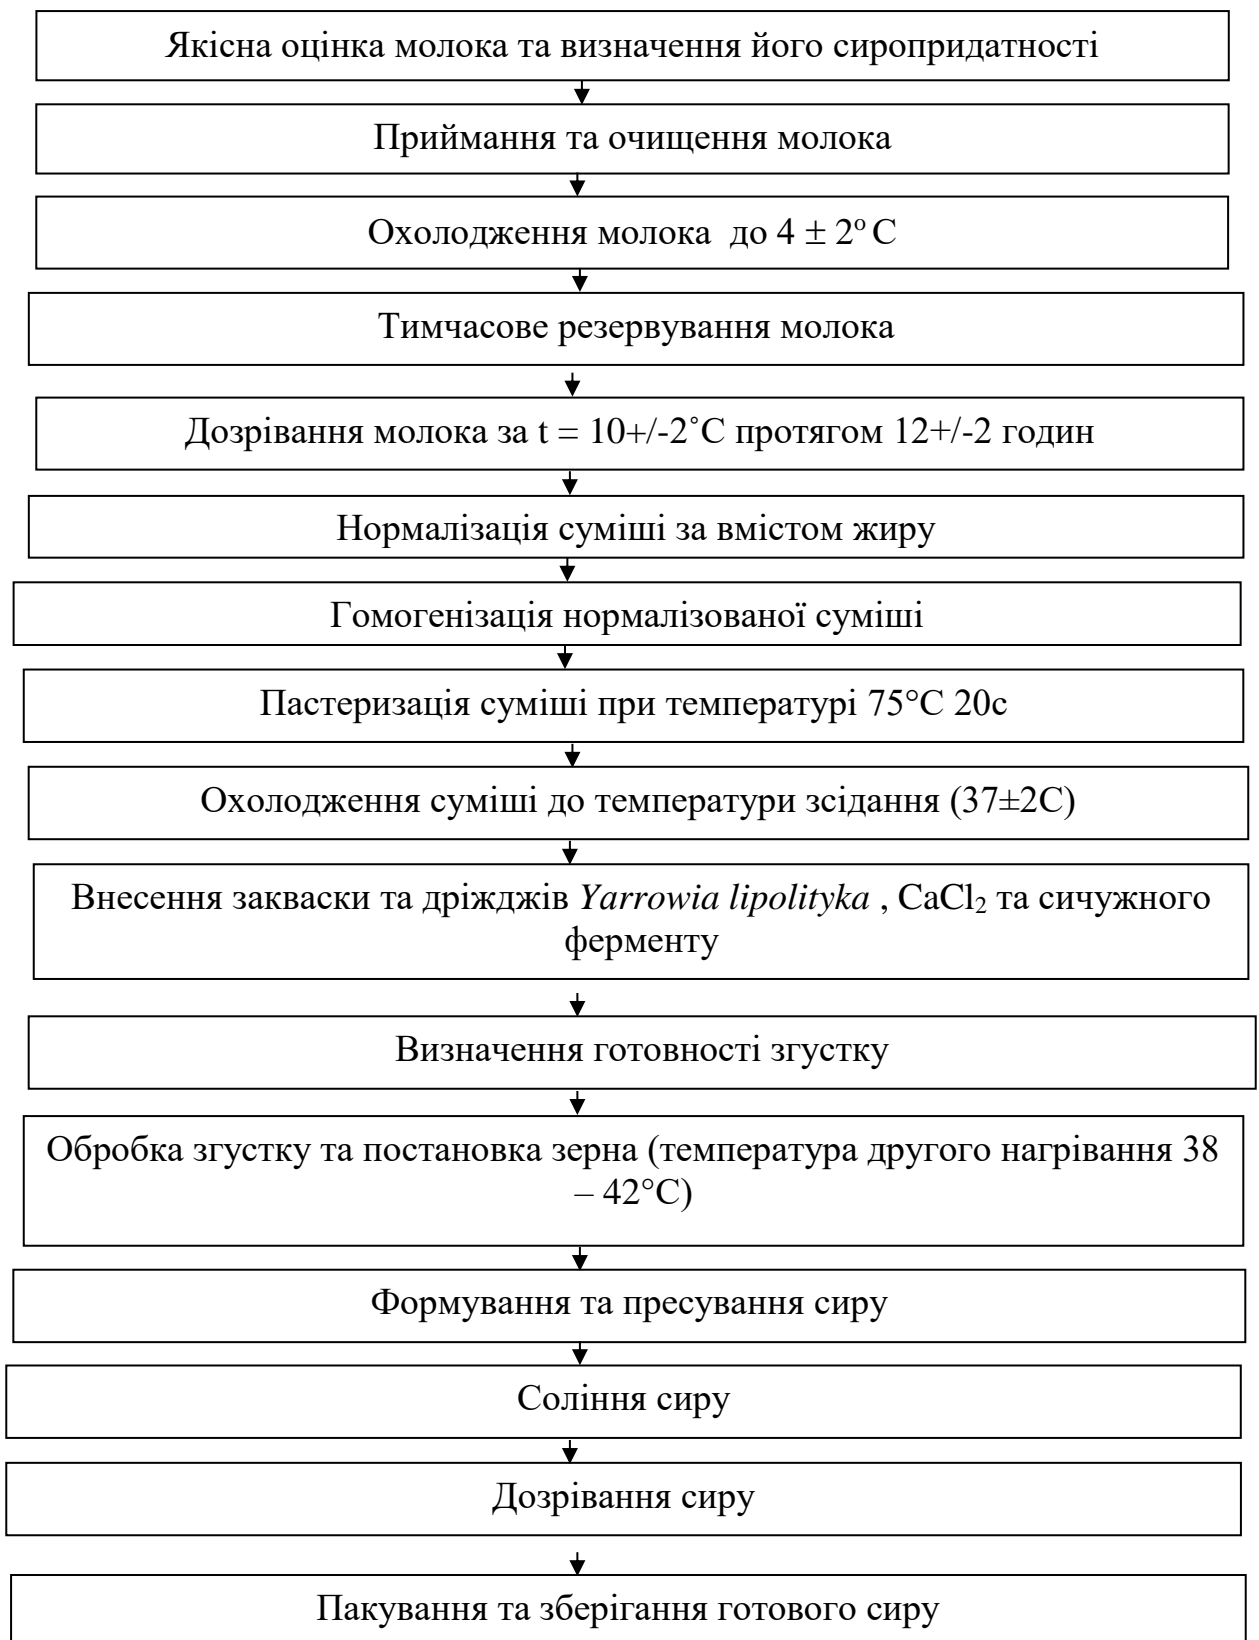 Якісна оцінка молока та визначення його сиропридатності
Приймання та очищення молока
Охолодження молока до 4 ± 2º С
Тимчасове резервування молока
Дозрівання молока за t = 10+/-2˚С протягом 12+/-2 годин
Нормалізація суміші за вмістом жиру
Гомогенізація нормалізованої суміші
Пастеризація суміші при температурі 75°С 20с
Охолодження суміші до температури зсідання (37±2С)
Внесення закваски та дріжджів Yarrowia lipolityka , CaCl₂ та сичужного
ферменту
Визначення готовності згустку
Обробка згустку та постановка зерна (температура другого нагрівання 38
– 42°С)
Формування та пресування сиру
Соління сиру
Дозрівання сиру
Пакування та зберігання готового сиру